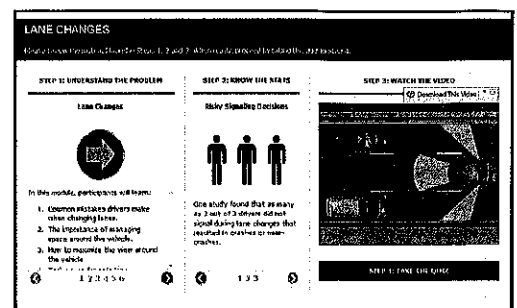 LANE CHANGES
STEP 1: UNDERSTAND THE PROBLEM
Lane Changes
In this module, participants will learn:
1. Common mistakes drivers make
when changing lanes.
2. The importance of managing
space around the vehicle.
3. How to maximize the view around
the vehicle
1 2 3 4 5 6
STEP 2: KNOW THE STATS
Risky Signaling Decisions
One study found that as many
as 2 out of 3 drivers did not
signal during lane changes that
resulted in crashes or near-
crashes.
1 2 3
STEP 3: WATCH THE VIDEO
Download This Video
STEP 4: TAKE THE QUIZ